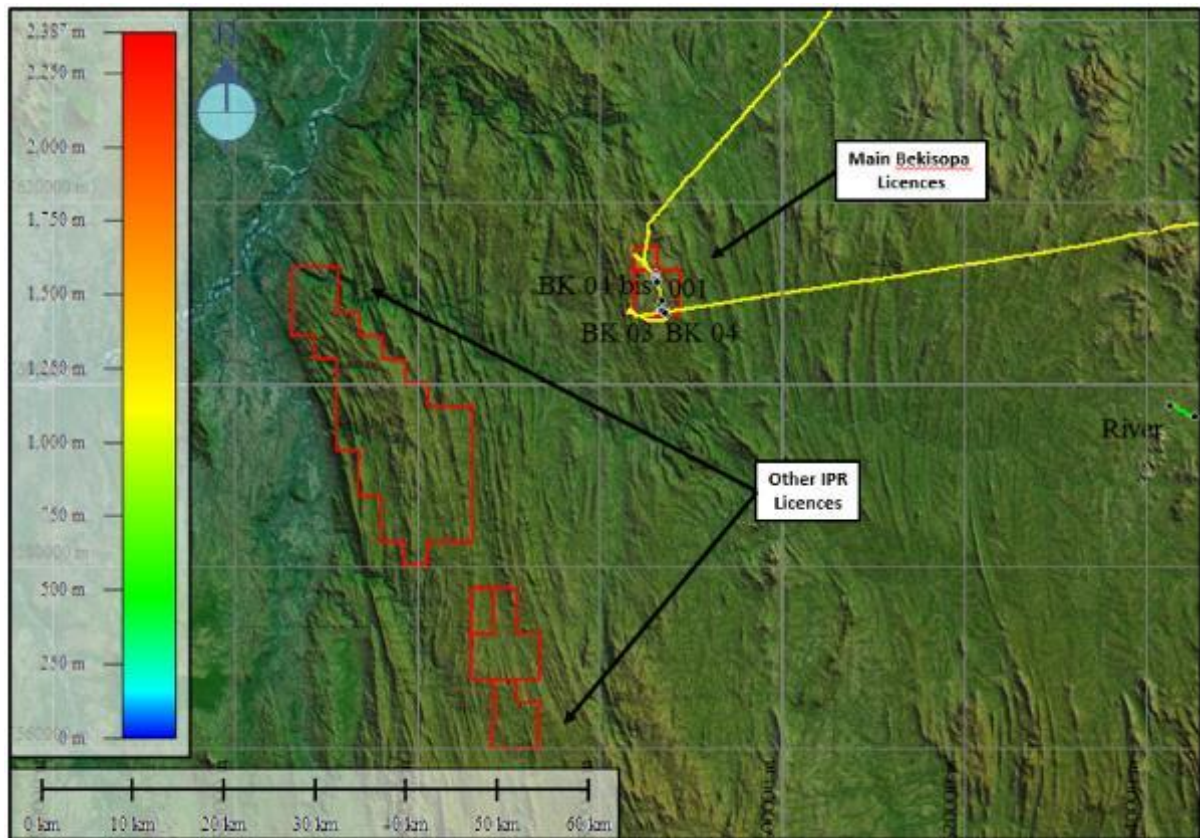 2,387 m
2,250 m
2,000 m
1,750 m
1,500 m
1,250 m
1,000 m
750 m
500 m
250 m
0 m
N
Main Bekisopa
Licences
BK 04 bis 001
BK 03 BK 04
River
Other IPR
Licences
0 km 10 km 20 km 30 km 40 km 50 km 60 km